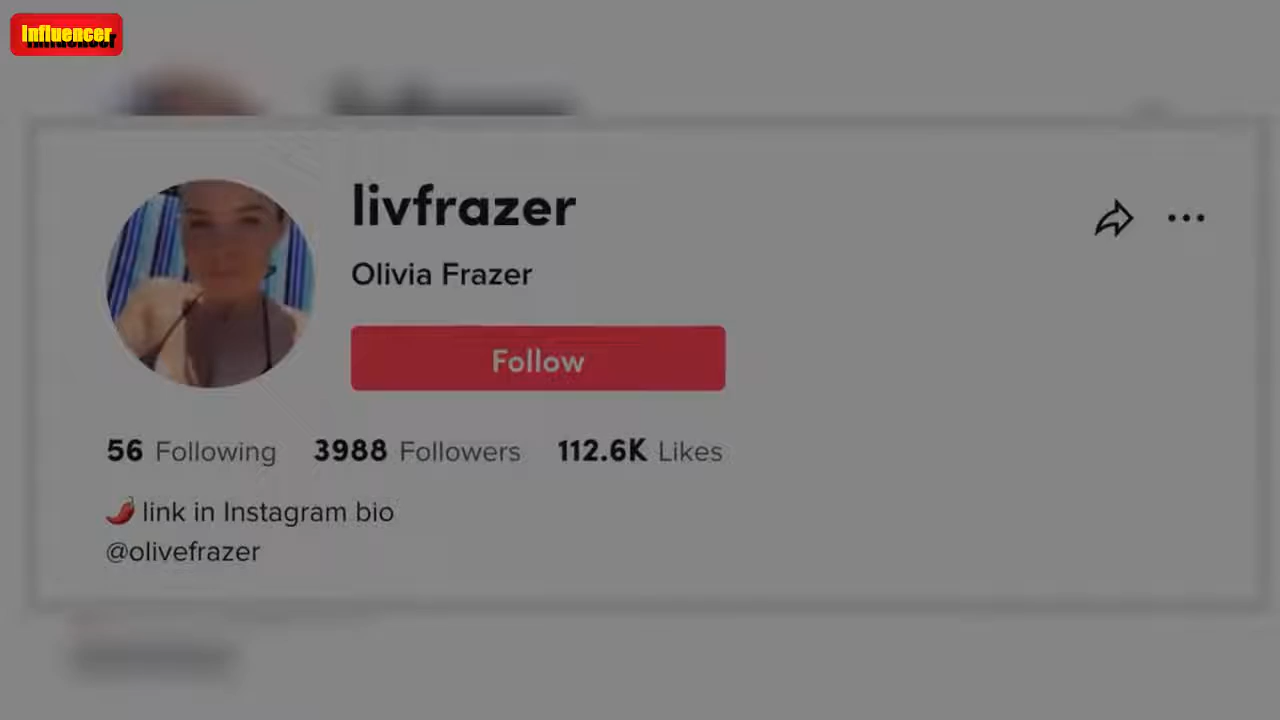 Influencer
livfrazer
Olivia Frazer
Follow
56 Following 3988 Followers 112.6K Likes
🌶️ link in Instagram bio
@olivefrazer